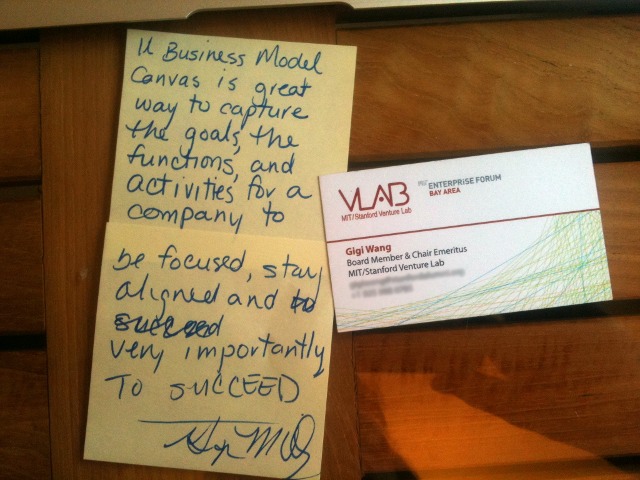 Business Model
Canvas is great
way to capture
the goals, the
functions, and
activities for a
company to
be focused, stay
aligned and to
succeed
very importantly
TO SUCCEED
VLAB
MIT/Stanford Venture Lab
MIT ENTERPRISE FORUM
BAY AREA
Gigi Wang
Board Member & Chair Emeritus
MIT/Stanford Venture Lab